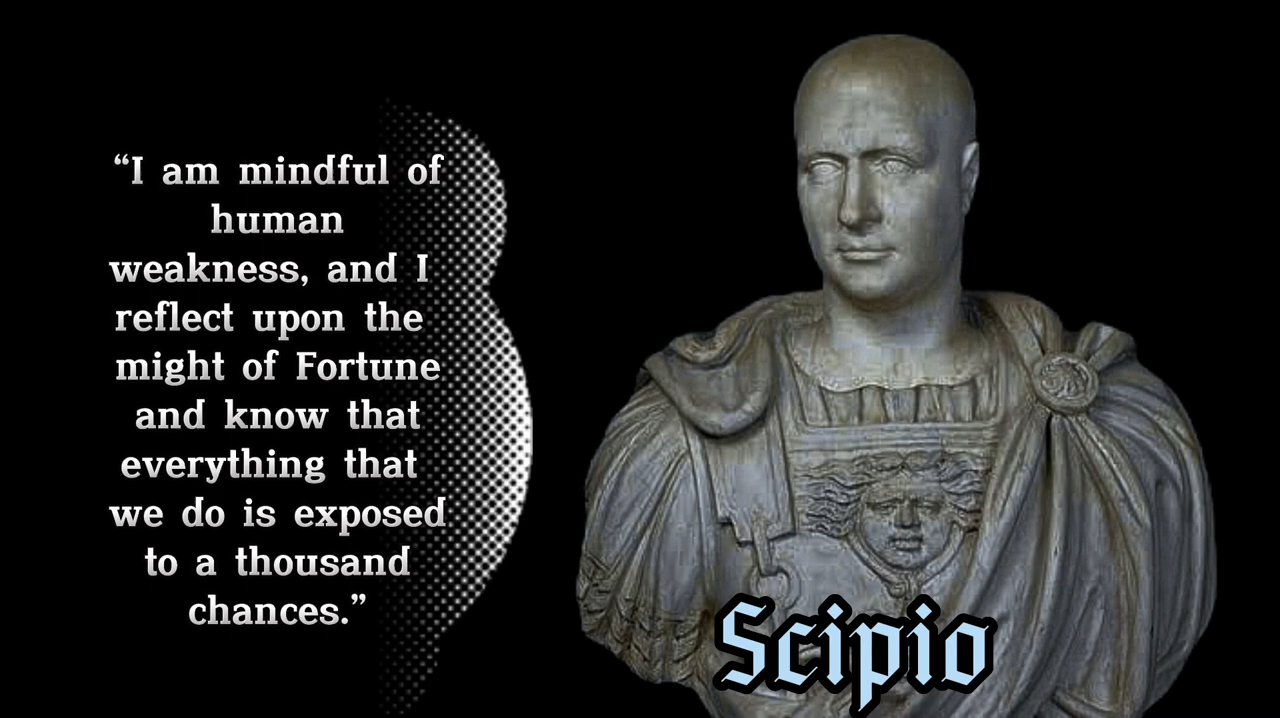 “I am mindful of
human
weakness, and I
reflect upon the
might of Fortune
and know that
everything that
we do is exposed
to a thousand
chances.”
Scipio